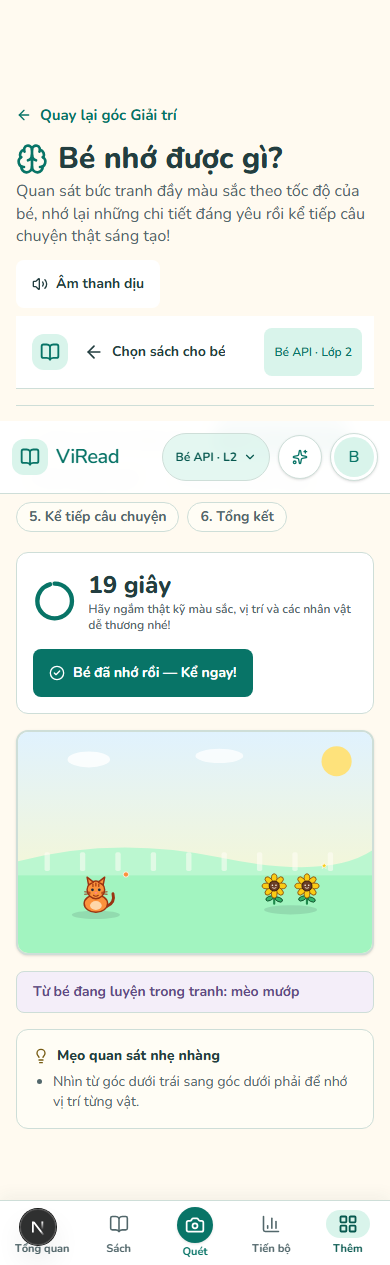 Quay lại góc Giải trí
Bé nhớ được gì?
Quan sát bức tranh đầy màu sắc theo tốc độ của
bé, nhớ lại những chi tiết đáng yêu rồi kể tiếp câu
chuyện thật sáng tạo!
Âm thanh dịu
Chọn sách cho bé
Bé API · Lớp 2
ViRead
Bé API · L2
B
5. Kể tiếp câu chuyện
6. Tổng kết
19 giây
Hãy ngắm thật kỹ màu sắc, vị trí và các nhân vật
dễ thương nhé!
Bé đã nhớ rồi — Kể ngay!
Từ bé đang luyện trong tranh: mèo mướp
Mẹo quan sát nhẹ nhàng
• Nhìn từ góc dưới trái sang góc dưới phải để nhớ
vị trí từng vật.
N
Tổng quan
Sách
Quét
Tiến bộ
Thêm